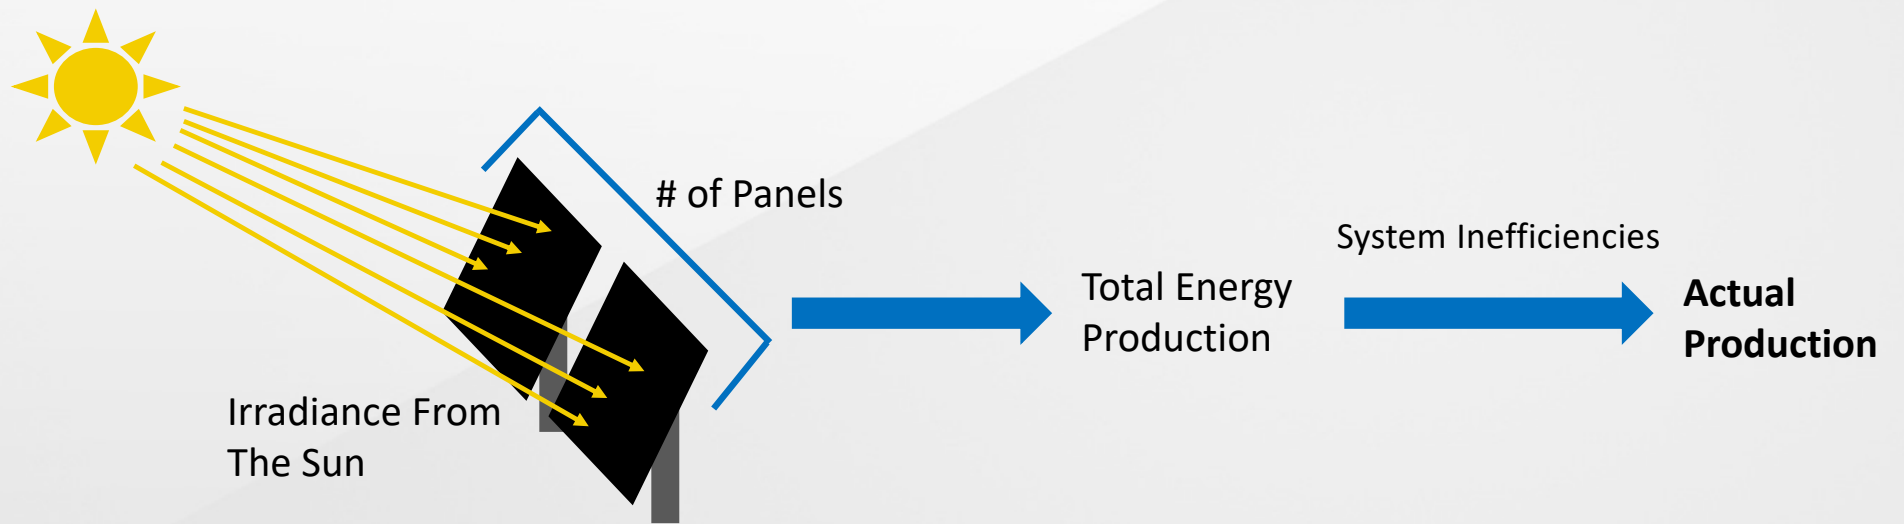 # of Panels
System Inefficiencies
Total Energy
Production
Actual
Production
Irradiance From
The Sun